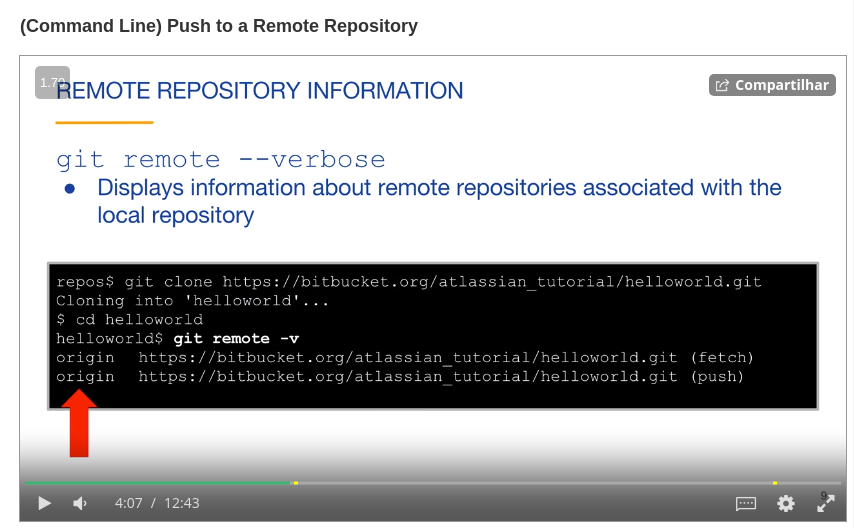 (Command Line) Push to a Remote Repository
REMOTE REPOSITORY INFORMATION
Compartilhar
git remote --verbose
● Displays information about remote repositories associated with the
local repository
repos$ git clone https://bitbucket.org/atlassian_tutorial/helloworld.git
Cloning into 'helloworld'...
$ cd helloworld
helloworld$ git remote -v
origin https://bitbucket.org/atlassian_tutorial/helloworld.git (fetch)
origin https://bitbucket.org/atlassian_tutorial/helloworld.git (push)
4:07 / 12:43
9